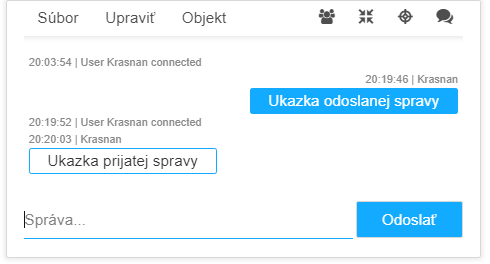 Súbor Upraviť Objekt
20:03:54 | User Krasnan connected
20:19:46 | Krasnan
Ukazka odoslanej spravy
20:19:52 | User Krasnan connected
20:20:03 | Krasnan
Ukazka prijatej spravy
Správa... Odoslať